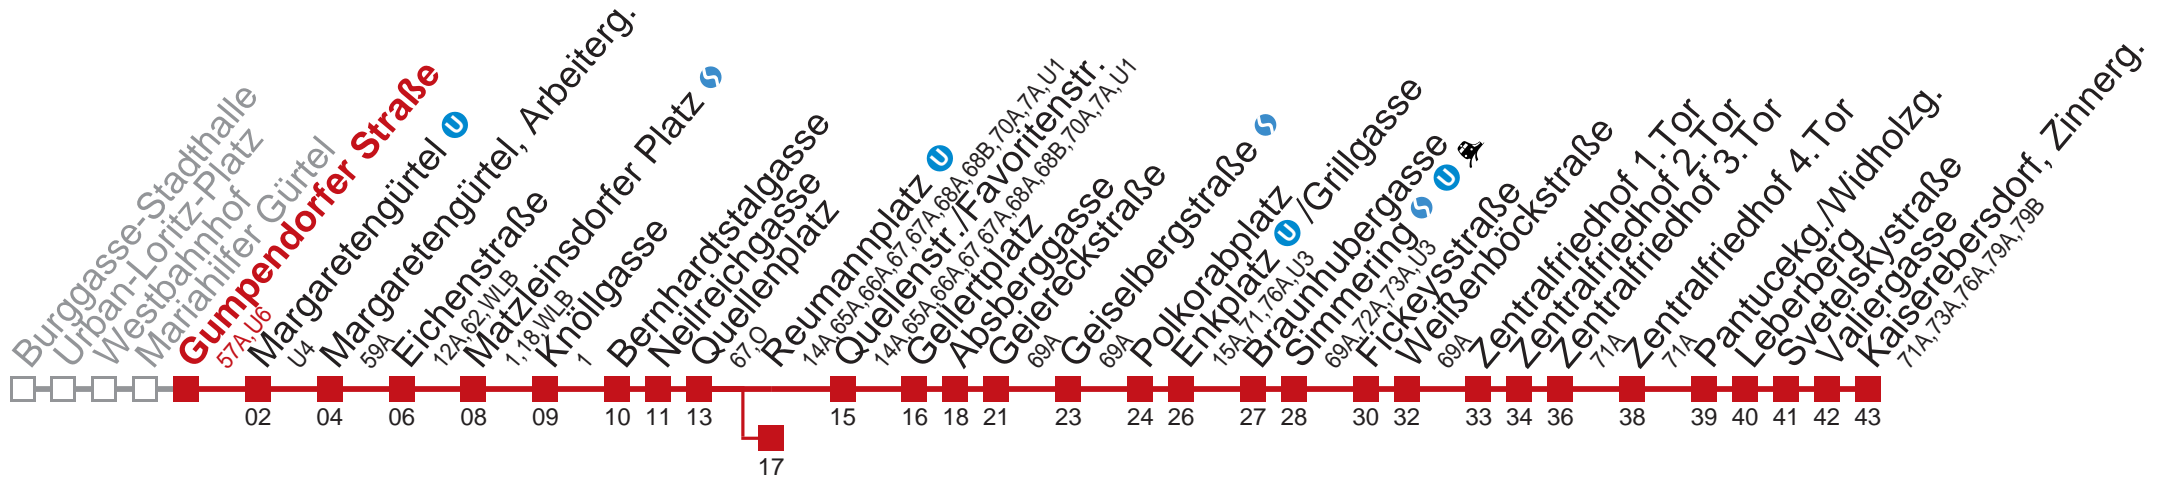 Burggasse-Stadthalle
Urban-Loritz-Platz
Westbahnhof
Mariahilfer Gürtel
Gumpendorfer Straße
57A,U6
Margaretengürtel U
U4
Margaretengürtel, Arbeiterg.
59A
Eichenstraße
12A,62,WLB
Matzleinsdorfer Platz
1,18,WLB
Knöllgasse
1
Bernhardtstalgasse
Neilreichgasse
Quellenplatz
67,O
Reumannplatz U
14A,65A,66A,67,67A,68A,68B,70A,7A,U1
Quellenstr./Favoritenstr.
14A,65A,66A,67,67A,68A,68B,70A,7A,U1
Gellertplatz
Absberggasse
Geiereckstraße
69A
Geiselbergstraße
69A
Polkorabplatz
Enkplatz U /Grillgasse
15A,71,76A,U3
Braunhubergasse
Simmering U
69A,72A,73A,U3
Fickeysstraße
Weißenböckstraße
69A
Zentralfriedhof 1.Tor
Zentralfriedhof 2.Tor
Zentralfriedhof 3.Tor
71A
Zentralfriedhof 4.Tor
71A
Pantucekg./Widholzg.
Leberberg
Svetelskystraße
Valiergasse
Kaiserebersdorf, Zinnerg.
71A,73A,76A,79A,79B
02 04 06 08 09 10 11 13 15 16 18 21 23 24 26 27 28 30 32 33 34 36 38 39 40 41 42 43
17